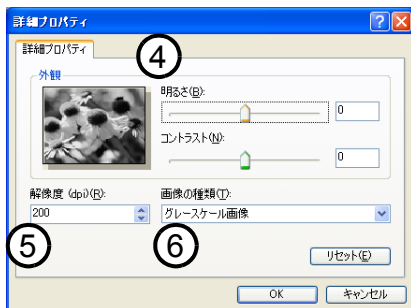 詳細プロパティ
詳細プロパティ
④
外観
明るさ(B):
0
コントラスト(N):
0
解像度 (dpi)(R):
200
画像の種類(T):
グレースケール画像
⑤
⑥
リセット(E)
OK
キャンセル